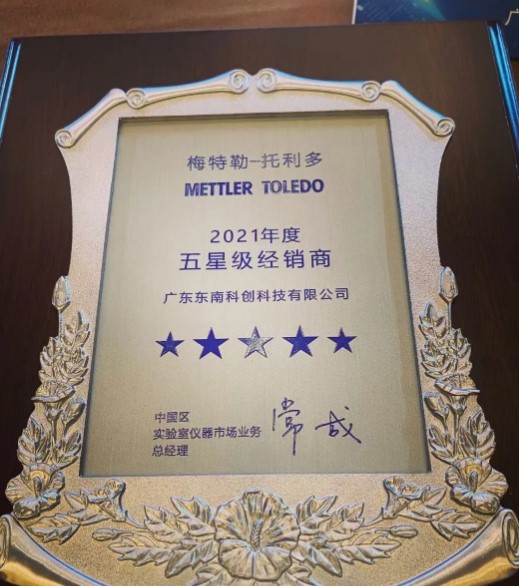 梅特勒-托利多
METTLER TOLEDO
2021年度
五星级经销商
广东东南科创科技有限公司
中国区
实验室仪器市场业务
总经理